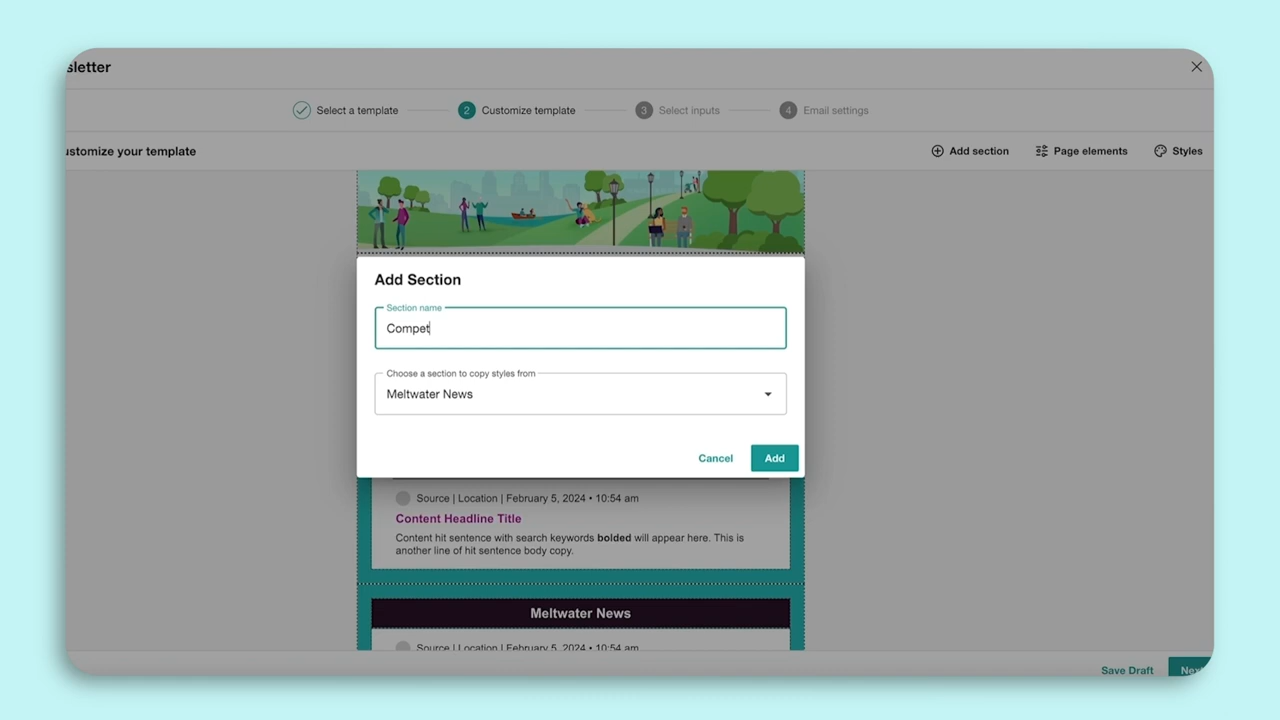 sletter
Select a template
2 Customize template
3 Select inputs
4 Email settings
ustomize your template
Add section
Page elements
Styles
Add Section
Section name
Compet
Choose a section to copy styles from
Meltwater News
Cancel
Add
Source | Location | February 5, 2024 • 10:54 am
Content Headline Title
Content hit sentence with search keywords bolded will appear here. This is
another line of hit sentence body copy.
Meltwater News
Source | Location | February 5, 2024 • 10:54 am
Save Draft
Next